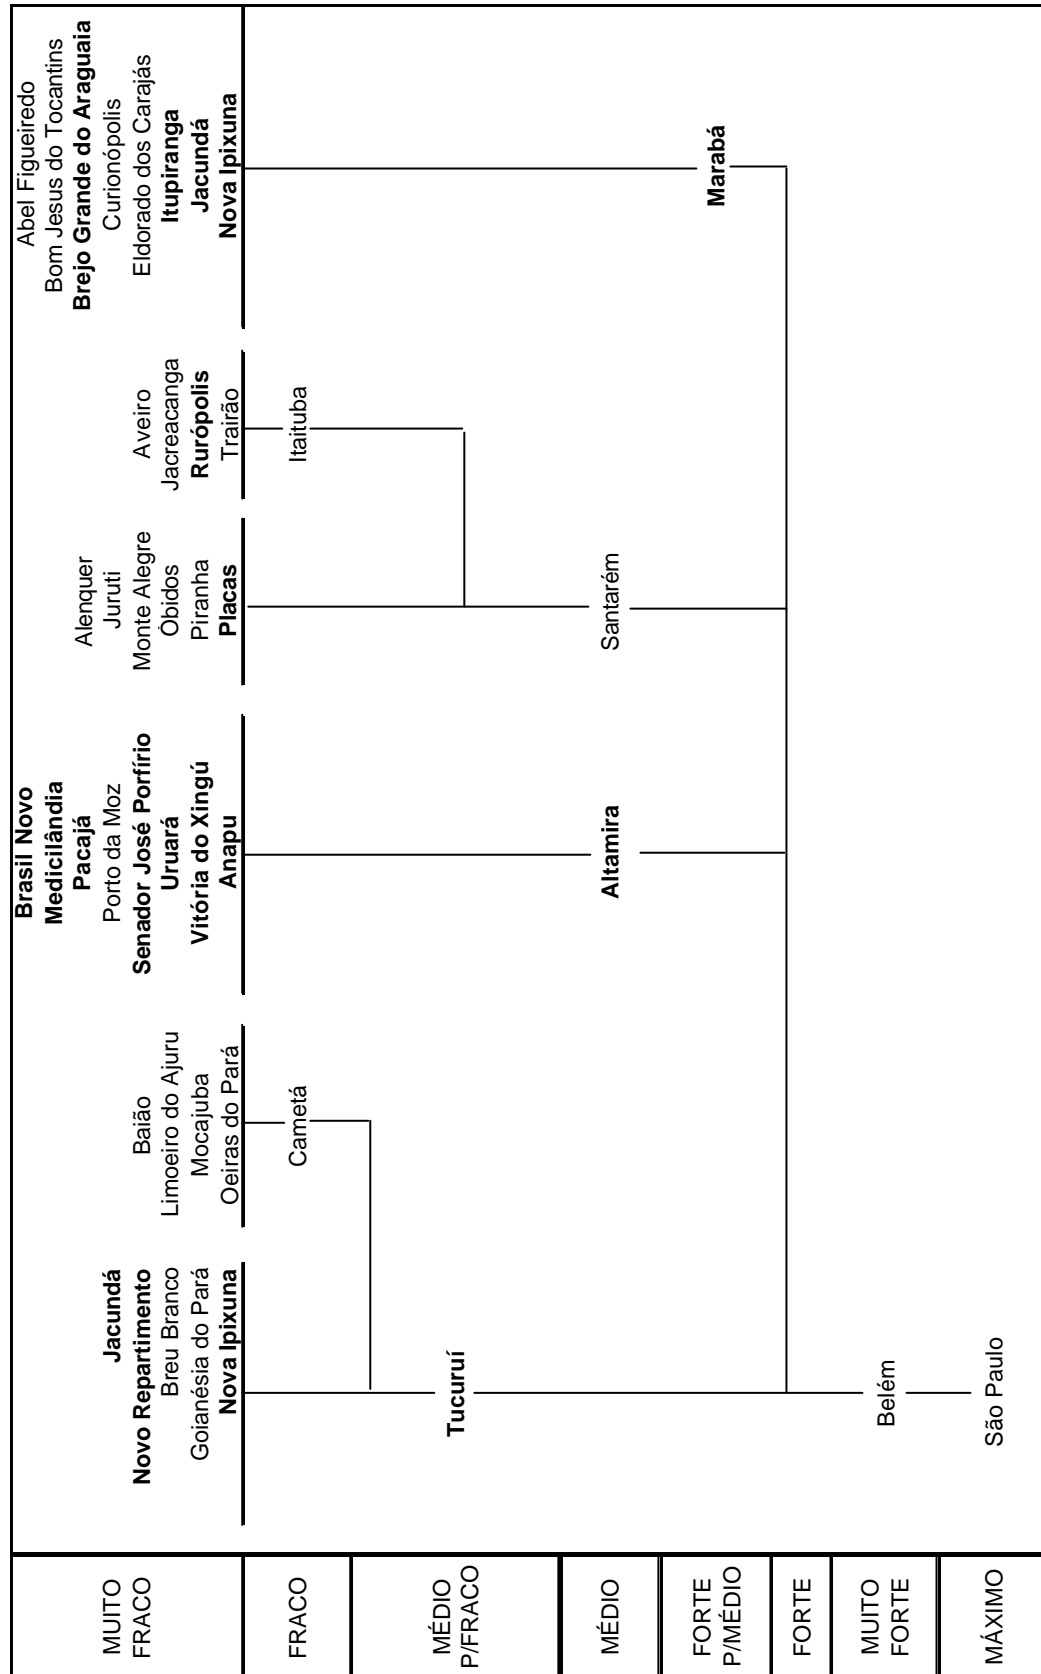 MUITO
FRACO
Jacundá
Novo Repartimento
Breu Branco
Goianésia do Pará
Nova Ipixuna
Baião
Limoeiro do Ajuru
Mocajuba
Oeiras do Pará
Brasil Novo
Medicilândia
Pacajá
Porto da Moz
Senador José Porfírio
Uruará
Vitória do Xingú
Anapu
Alenquer
Juruti
Monte Alegre
Óbidos
Piranha
Placas
Aveiro
Jacreacanga
Rurópolis
Trairão
Abel Figueiredo
Bom Jesus do Tocantins
Brejo Grande do Araguaia
Curionópolis
Eldorado dos Carajás
Itupiranga
Jacundá
Nova Ipixuna
FRACO
Cametá
Itaituba
MÉDIO
P/FRACO
Tucuruí
MÉDIO
Altamira
Santarém
FORTE
P/MÉDIO
Marabá
FORTE
MUITO
FORTE
Belém
MÁXIMO
São Paulo